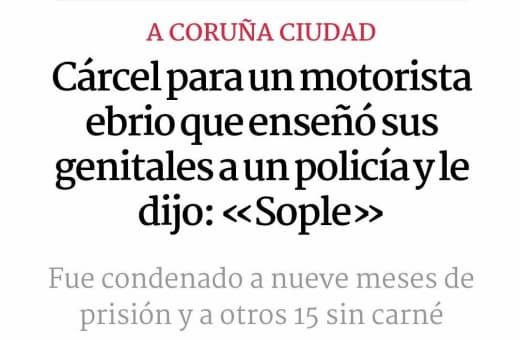 A CORUÑA CIUDAD
Cárcel para un motorista
ebrio que enseñó sus
genitales a un policía y le
dijo: «Sople»
Fue condenado a nueve meses de
prisión y a otros 15 sin carné